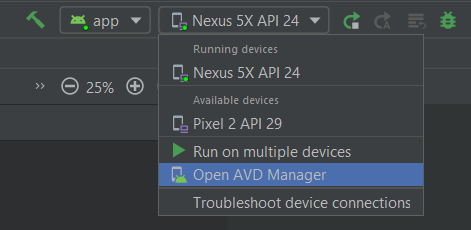 app
Nexus 5X API 24
Running devices
Nexus 5X API 24
25%
Available devices
Pixel 2 API 29
Run on multiple devices
Open AVD Manager
Troubleshoot device connections